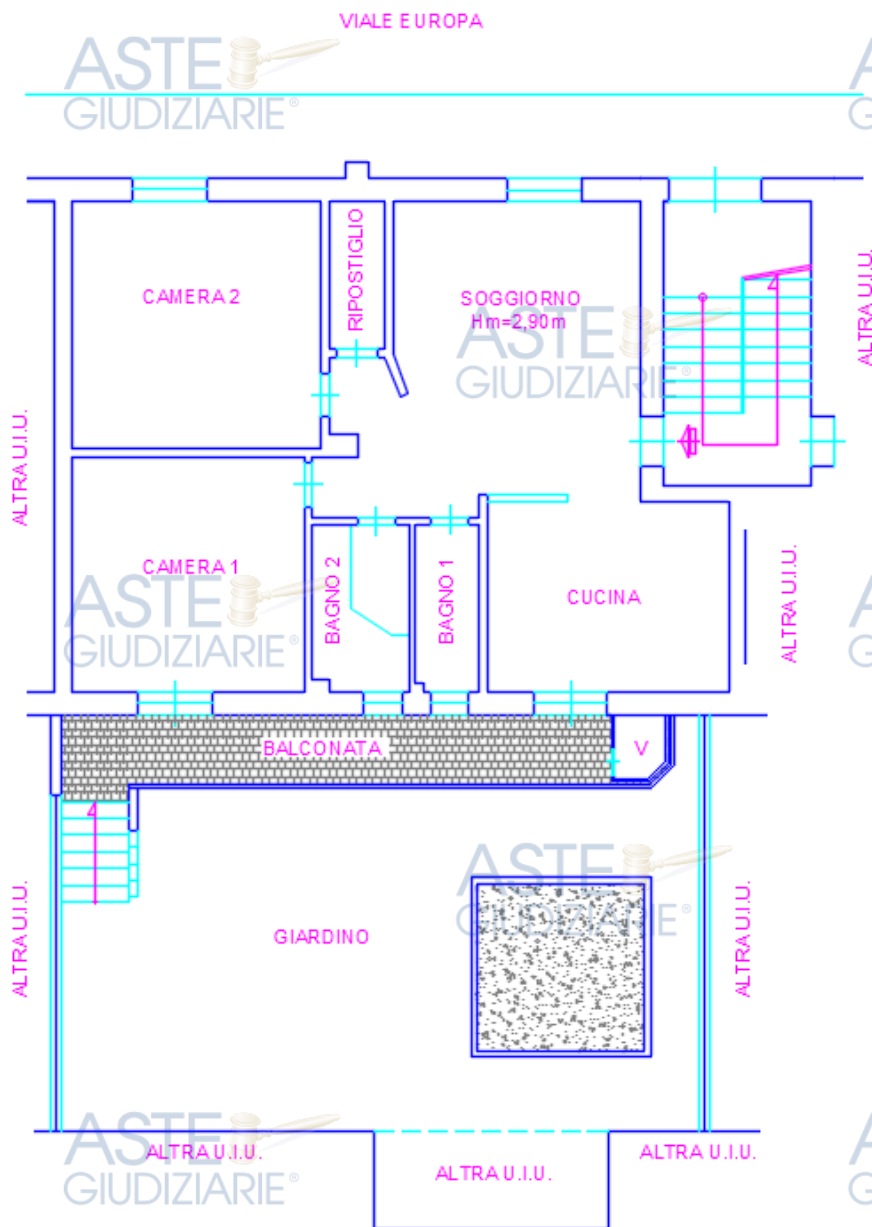 VIALE EUROPA
ASTE
GIUDIZIARIE®
CAMERA 2
RIPOSTIGLIO
SOGGIORNO
Hm=2,90m
ASTE
GIUDIZIARIE®
ALTRA U.I.U.
ALTRA U.I.U.
CAMERA 1
ASTE
GIUDIZIARIE®
BAGNO 2
BAGNO 1
CUCINA
ALTRA U.I.U.
BALCONATA
V
ASTE
GIUDIZIARIE®
GIARDINO
ALTRA U.I.U.
ALTRA U.I.U.
ASTE
GIUDIZIARIE®
ALTRA U.I.U.
ALTRA U.I.U.
ALTRA U.I.U.